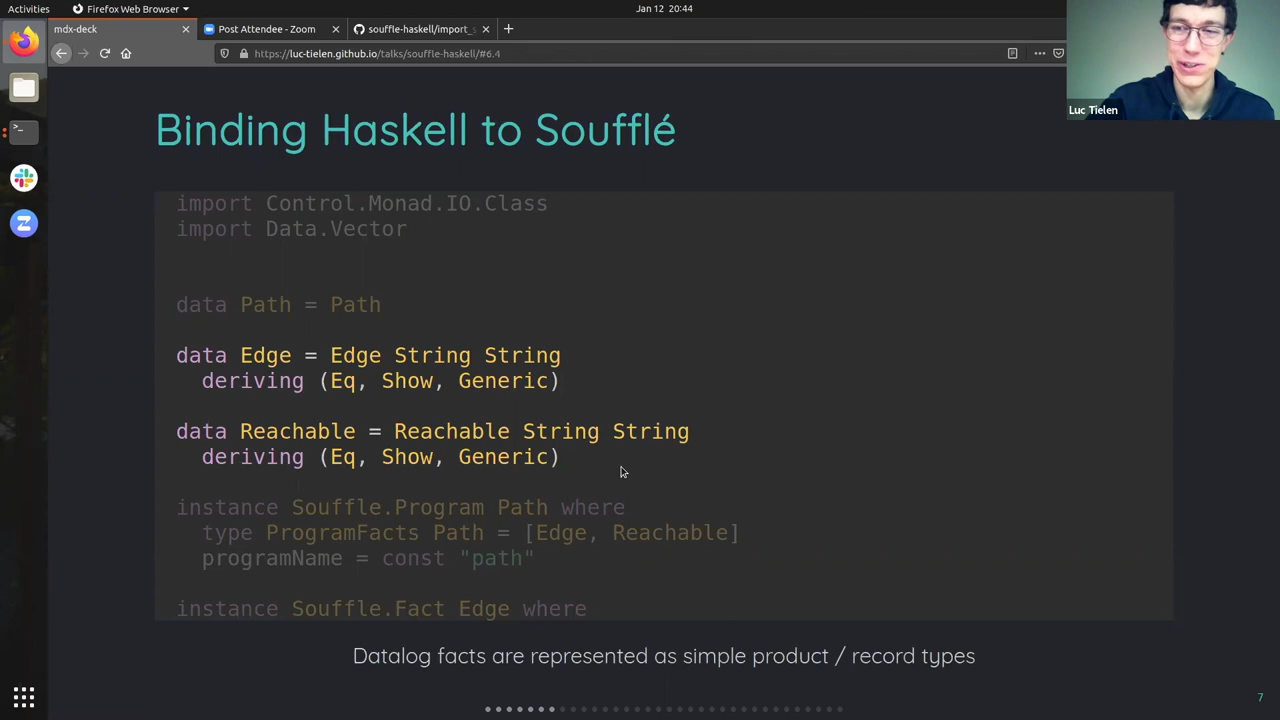 Activities
Firefox Web Browser
Jan 12 20:44
mdx-deck
Post Attendee - Zoom
souffle-haskell/import_s
https://luc-tielen.github.io/talks/souffle-haskell/#6.4
Luc Tielen
Binding Haskell to Soufflé
import Control.Monad.IO.Class
import Data.Vector
data Path = Path
data Edge = Edge String String
deriving (Eq, Show, Generic)
data Reachable = Reachable String String
deriving (Eq, Show, Generic)
instance Souffle.Program Path where
type ProgramFacts Path = [Edge, Reachable]
programName = const "path"
instance Souffle.Fact Edge where
Datalog facts are represented as simple product / record types
7